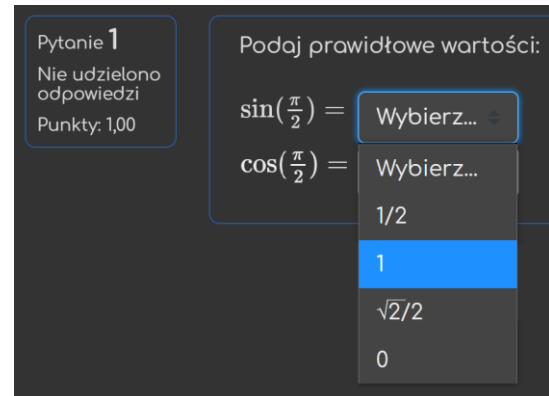 Pytanie 1
Nie udzielono
odpowiedzi
Punkty: 1,00
Podaj prawidłowe wartości:
sin(π/2) = Wybierz...
cos(π/2) =
Wybierz...
1/2
1
√2/2
0